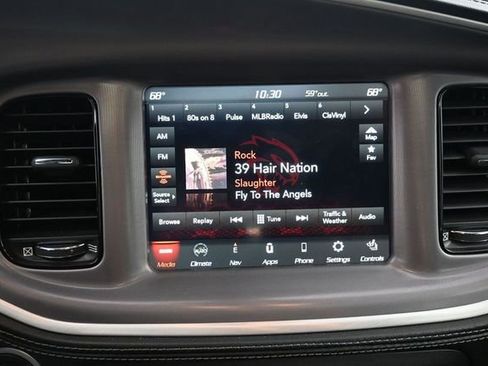 68° 10:30 59°out. 68°
1 2 3 4 5 6
Hits 1 80s on 8 Pulse MLBRadio Elvis ClsVinyl
AM
FM
Map
Fav
Source
Select
Rock
39 Hair Nation
Slaughter
Fly To The Angels
Browse Replay Tune Traffic & Weather Audio
Media Climate Nav Apps Phone Settings Controls